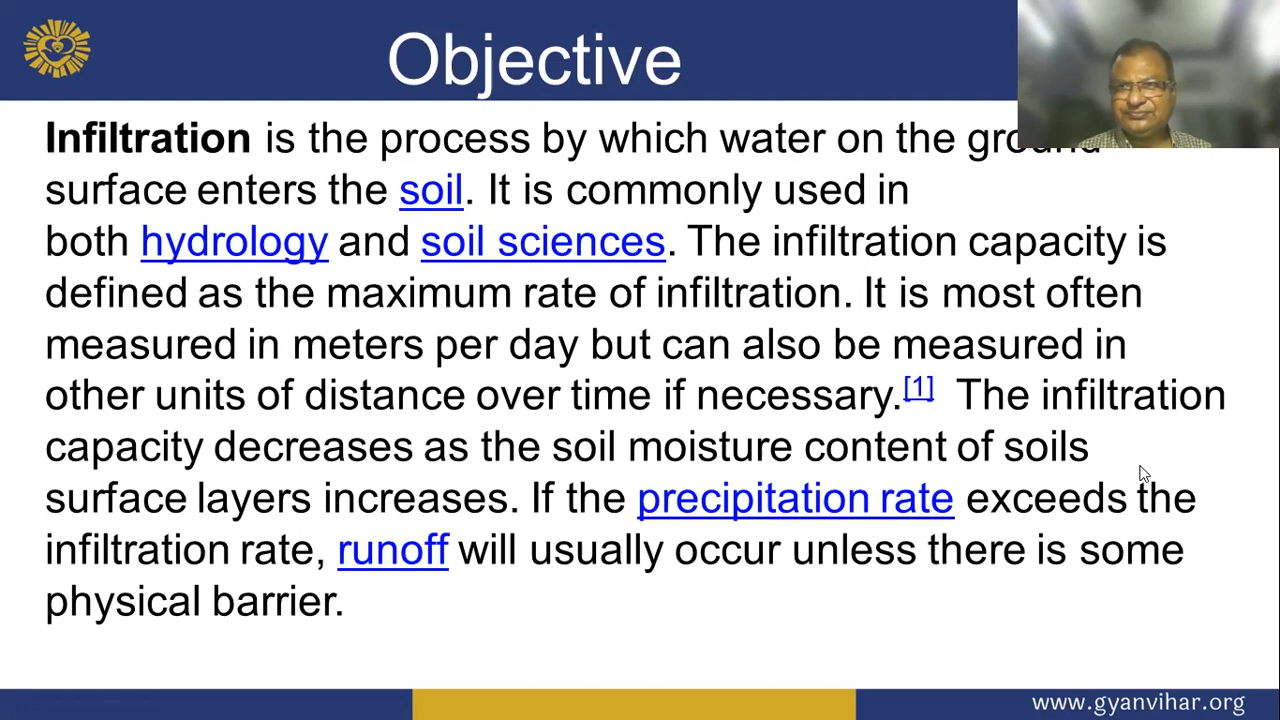 Objective
Infiltration is the process by which water on the ground
surface enters the soil. It is commonly used in
both hydrology and soil sciences. The infiltration capacity is
defined as the maximum rate of infiltration. It is most often
measured in meters per day but can also be measured in
other units of distance over time if necessary.[1] The infiltration
capacity decreases as the soil moisture content of soils
surface layers increases. If the precipitation rate exceeds the
infiltration rate, runoff will usually occur unless there is some
physical barrier.
www.gyanvihar.org